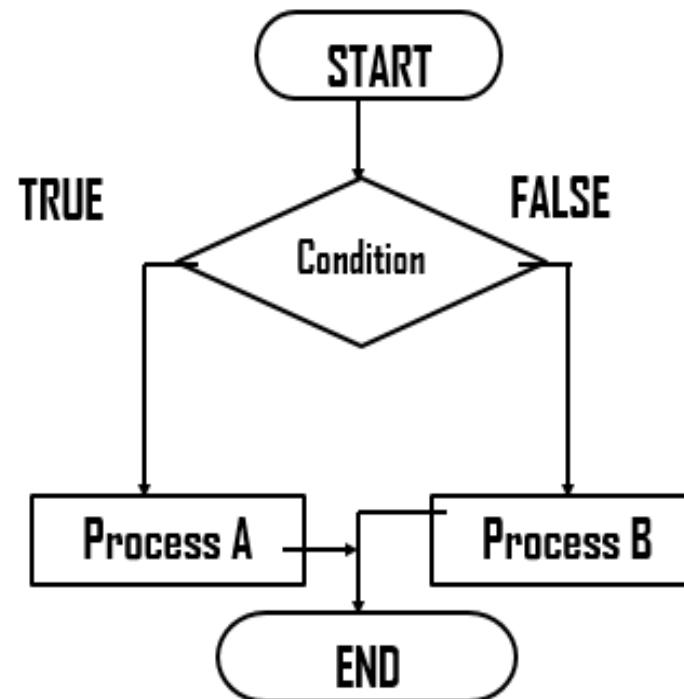 START
TRUE
FALSE
Condition
Process A
Process B
END